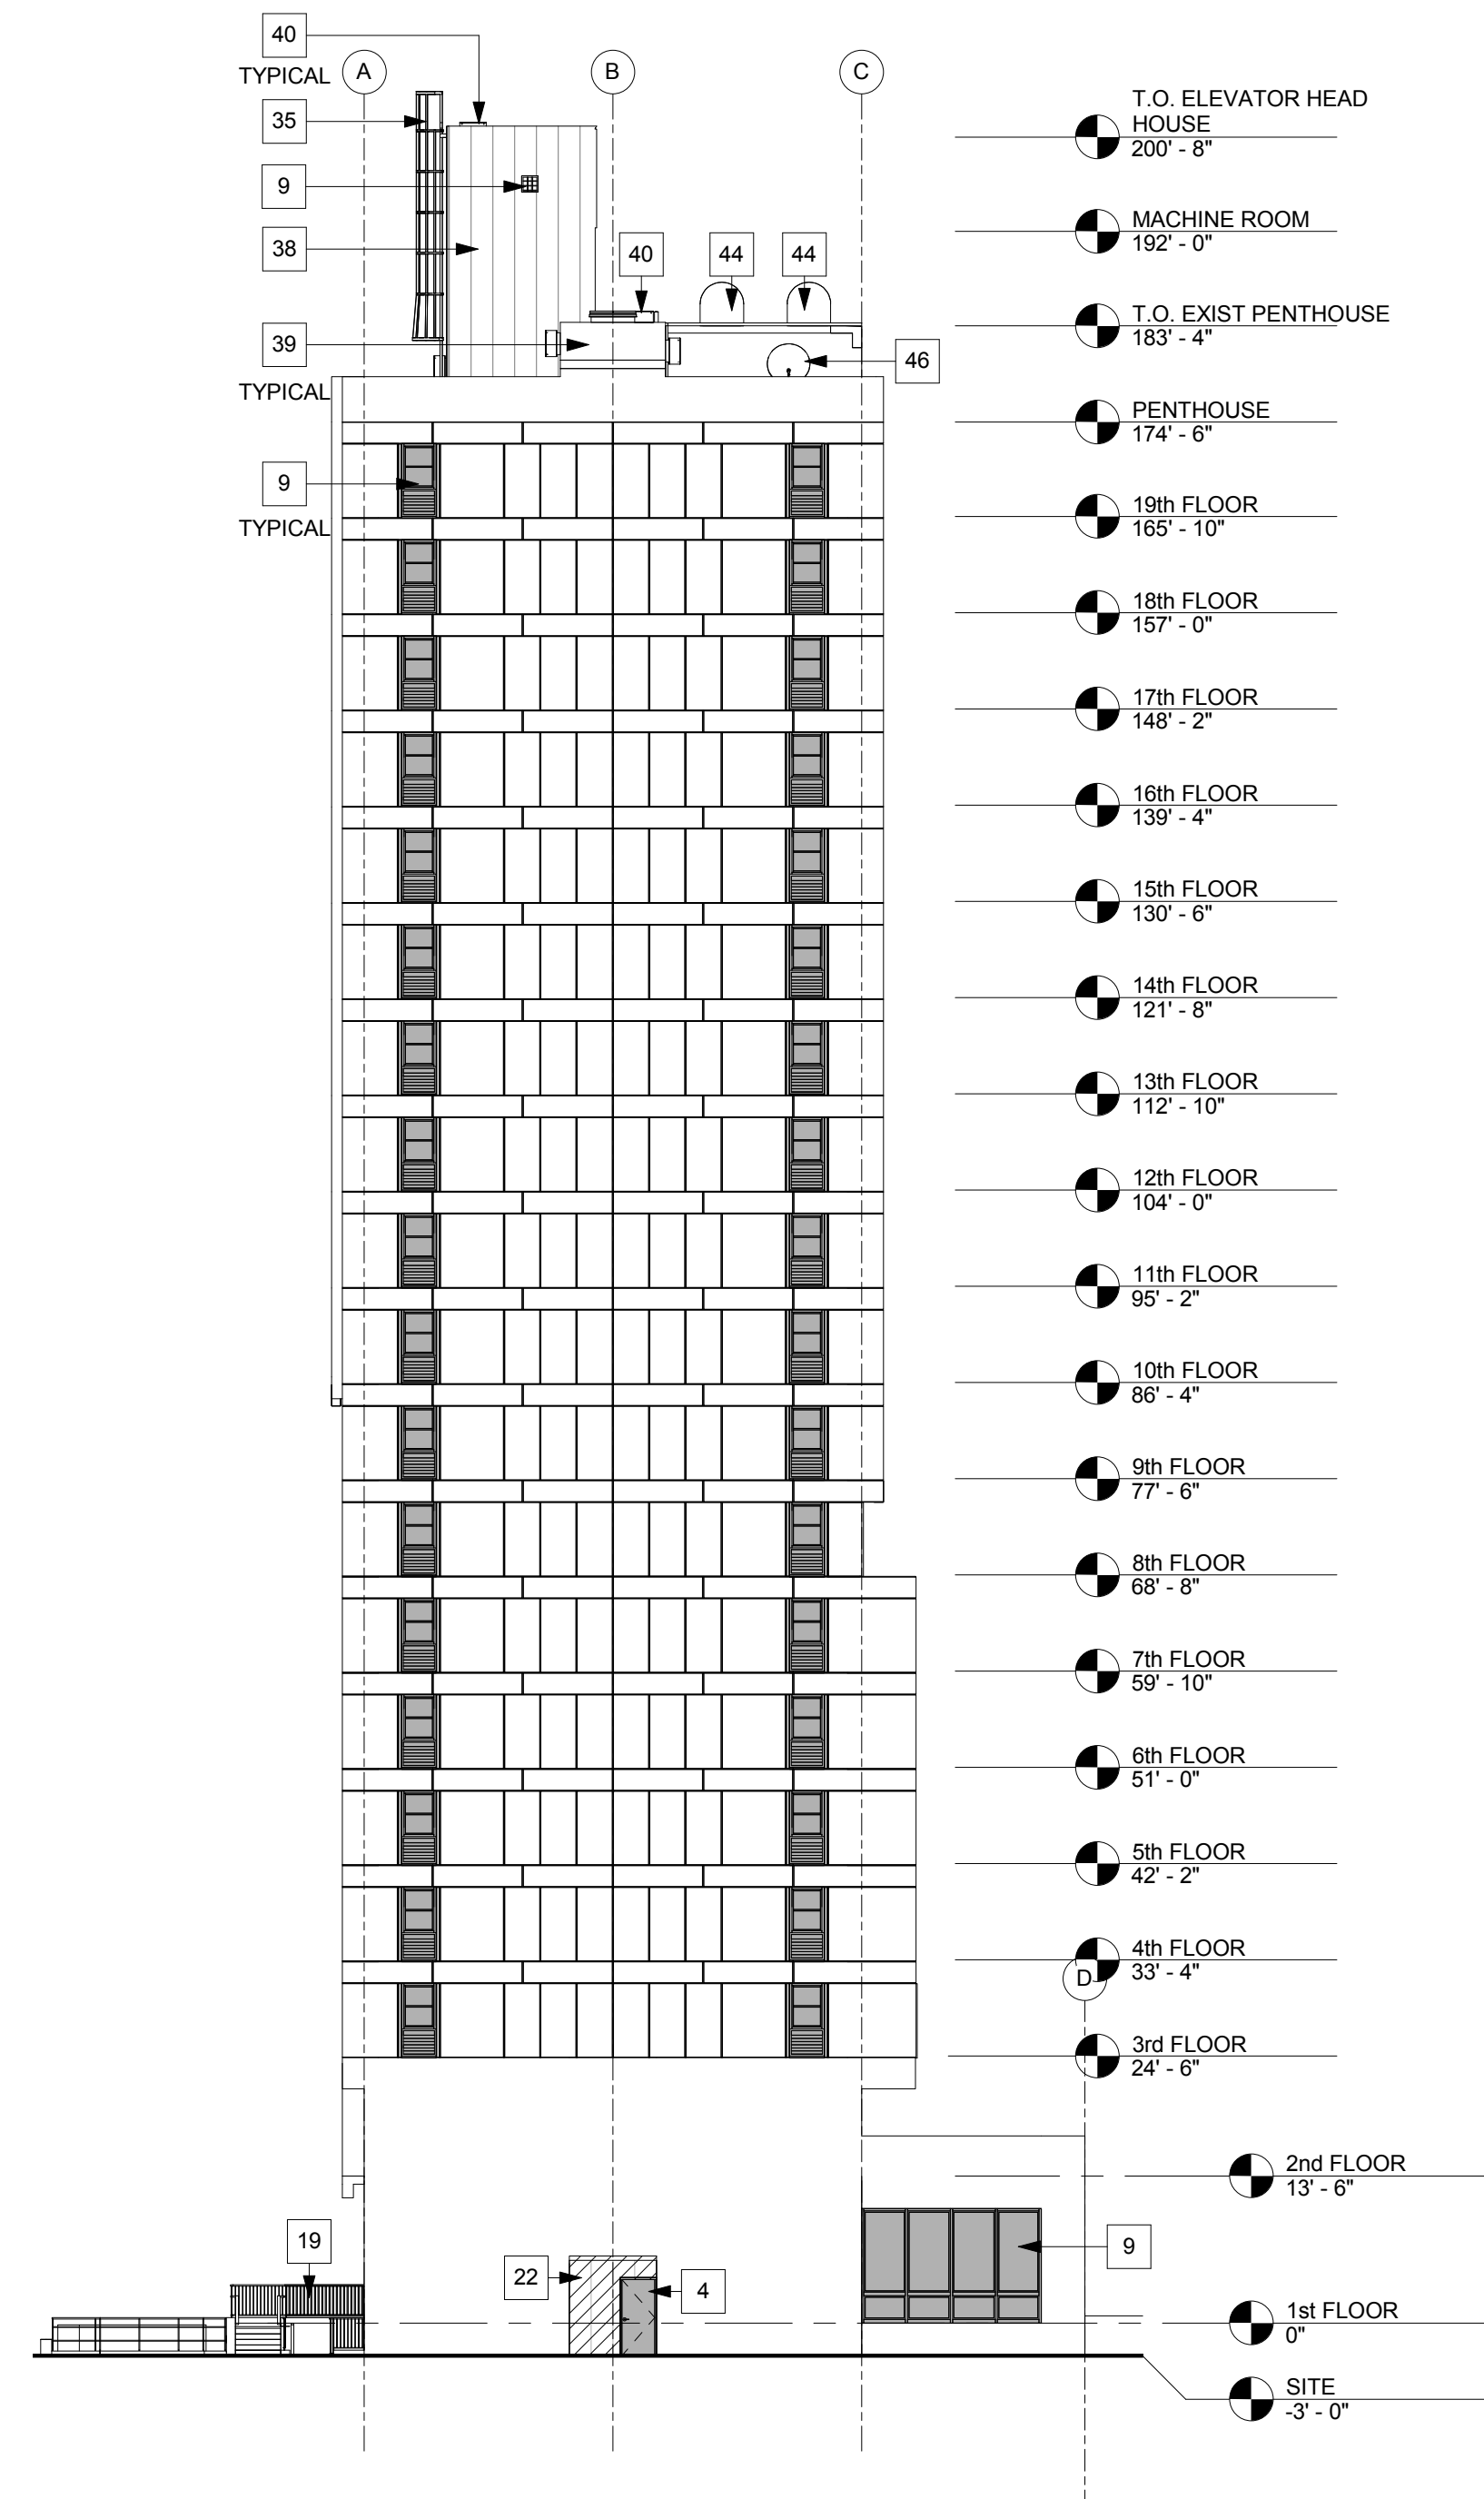 40
TYPICAL
A
B
C
35
9
38
40
44
44
39
TYPICAL
46
9
TYPICAL
T.O. ELEVATOR HEAD
HOUSE
200' - 8"
MACHINE ROOM
192' - 0"
T.O. EXIST PENTHOUSE
183' - 4"
PENTHOUSE
174' - 6"
19th FLOOR
165' - 10"
18th FLOOR
157' - 0"
17th FLOOR
148' - 2"
16th FLOOR
139' - 4"
15th FLOOR
130' - 6"
14th FLOOR
121' - 8"
13th FLOOR
112' - 10"
12th FLOOR
104' - 0"
11th FLOOR
95' - 2"
10th FLOOR
86' - 4"
9th FLOOR
77' - 6"
8th FLOOR
68' - 8"
7th FLOOR
59' - 10"
6th FLOOR
51' - 0"
5th FLOOR
42' - 2"
4th FLOOR
33' - 4"
D
3rd FLOOR
24' - 6"
2nd FLOOR
13' - 6"
19
22
4
9
1st FLOOR
0"
SITE
-3' - 0"